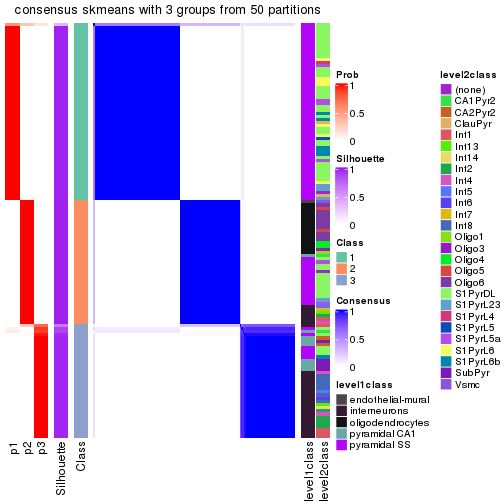 consensus skmeans with 3 groups from 50 partitions
p1
p2
p3
Silhouette
Class
level1class
level2class
Prob
1
0.5
0
Silhouette
1
0.5
0
Class
1
2
3
Consensus
1
0.5
0
level1class
endothelial-mural
interneurons
oligodendrocytes
pyramidal CA1
pyramidal SS
level2class
(none)
CA1Pyr2
CA2Pyr2
ClauPyr
Int1
Int13
Int14
Int2
Int4
Int5
Int6
Int7
Int8
Oligo1
Oligo3
Oligo4
Oligo5
Oligo6
S1PyrDL
S1PyrL23
S1PyrL4
S1PyrL5
S1PyrL5a
S1PyrL6
S1PyrL6b
SubPyr
Vsmc